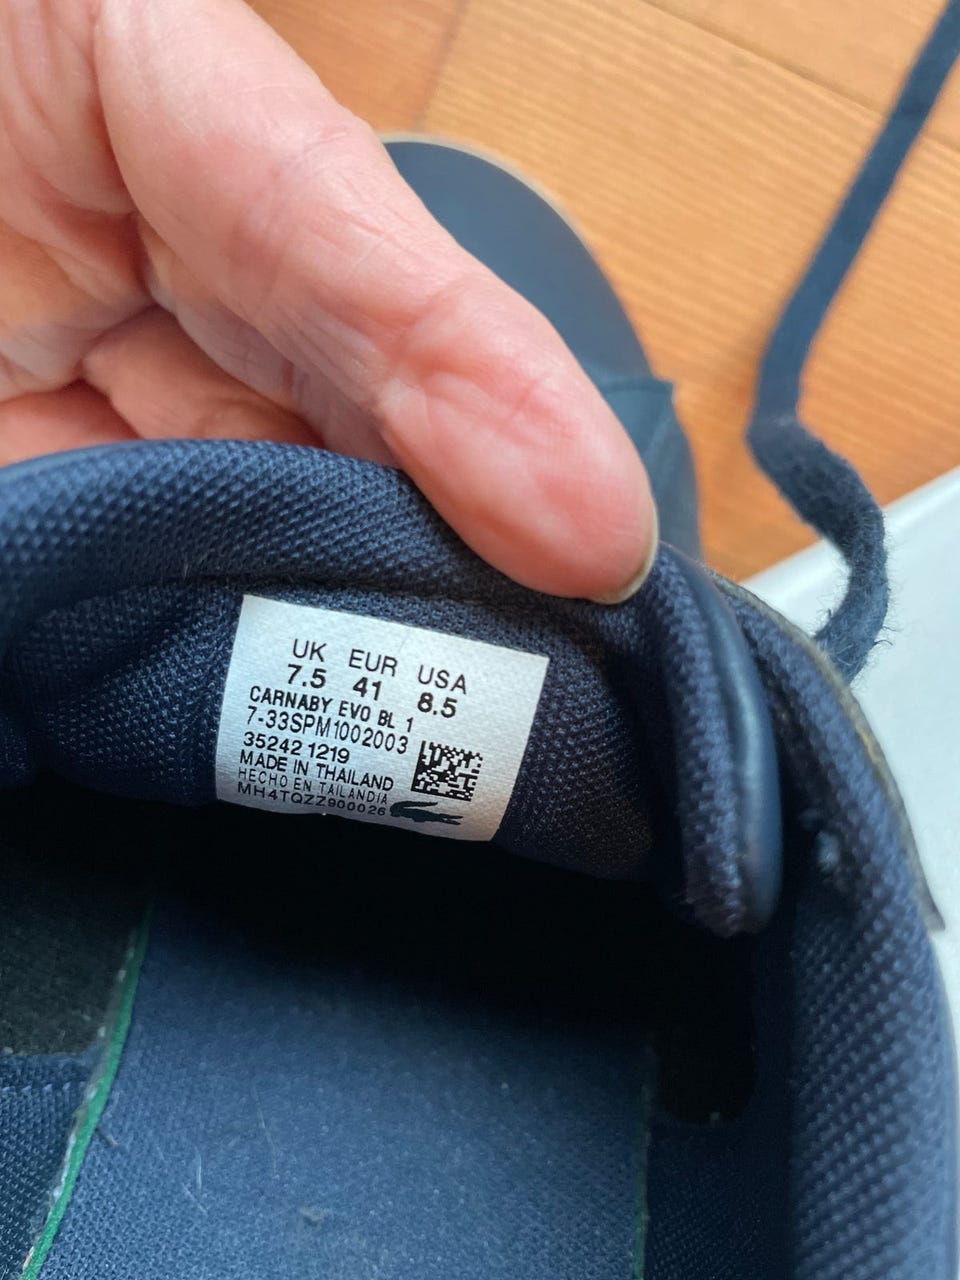 UK EUR USA
7.5 41 8.5
CARNABY EVO BL 1
7-33SPM1002003
35242 1219
MADE IN THAILAND
HECHO EN TAILANDIA
MH4TQZZ900026